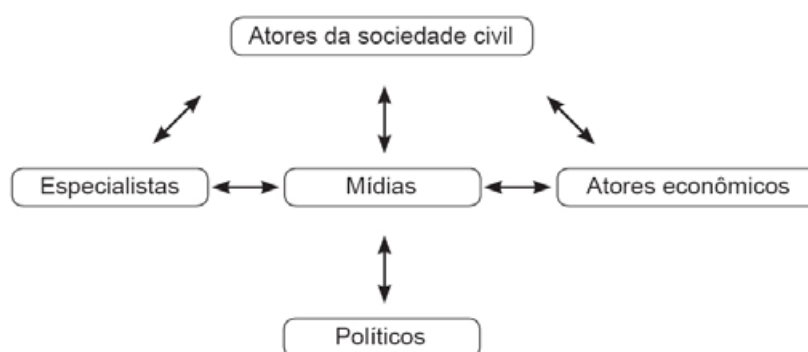 Atores da sociedade civil
Especialistas
Mídias
Atores econômicos
Políticos